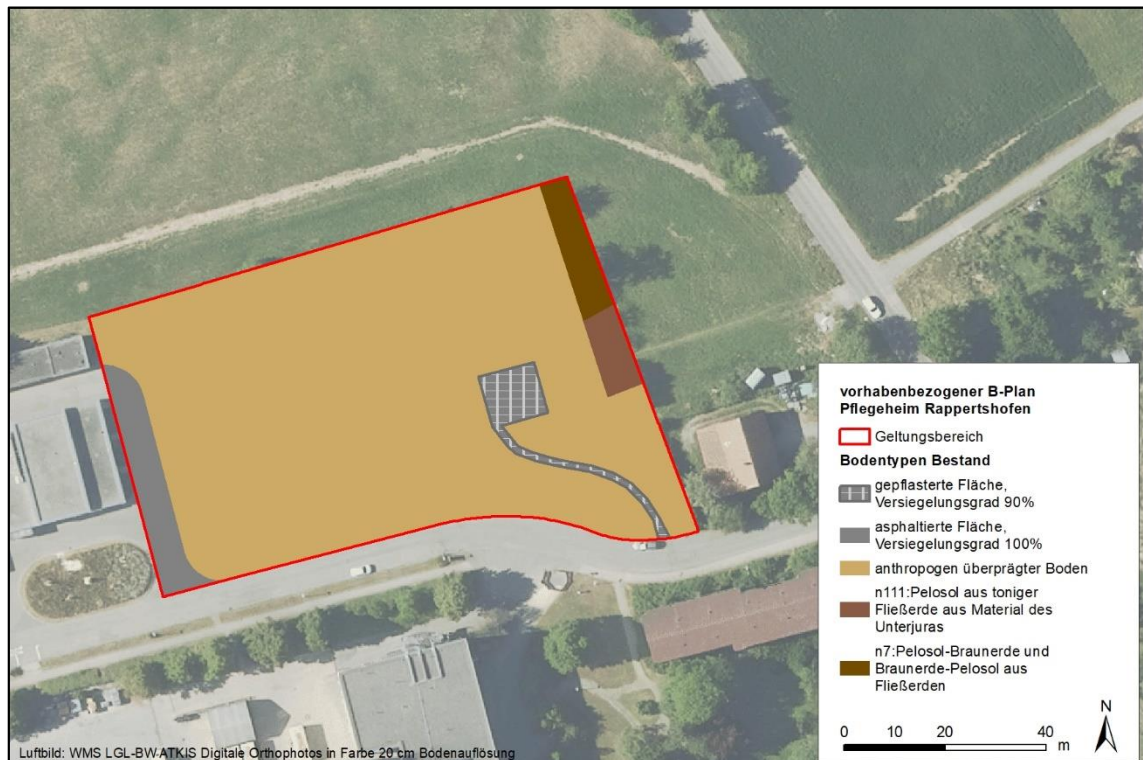 vorhabenbezogener B-Plan
Pflegeheim Rappertshofen
Geltungsbereich
Bodentypen Bestand
gepflasterte Fläche,
Versiegelungsgrad 90%
asphaltierte Fläche,
Versiegelungsgrad 100%
anthropogen überprägter Boden
n111:Pelosol aus toniger
Fließerde aus Material des
Unterjuras
n7:Pelosol-Braunerde und
Braunerde-Pelosol aus
Fließerden
N
0 10 20 40
m
Luftbild: WMS LGL-BW ATKIS Digitale Orthophotos in Farbe 20 cm Bodenauflösung